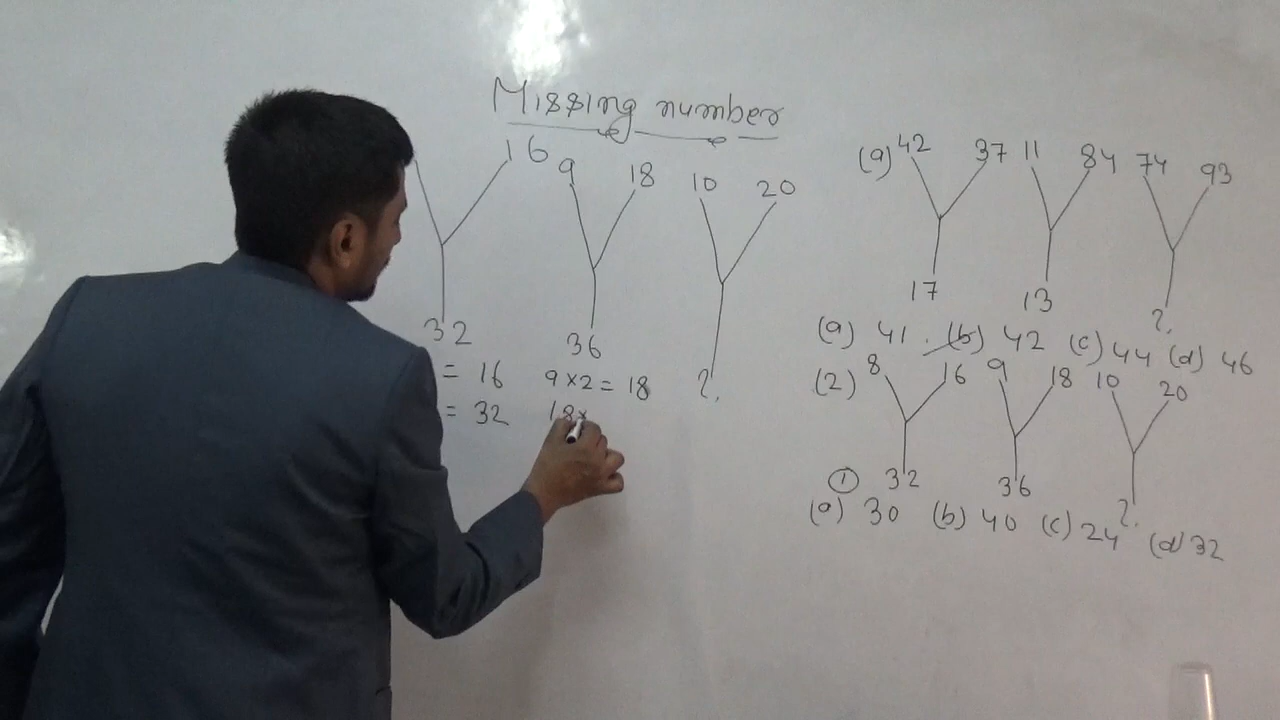 Missing number
16 9 18 10 20
32 36 ?
= 16 9 × 2 = 18
= 32 18×
(a) 42 37 11 84 74 93
17 13 ?
(a) 41 . (b) 42 (c) 44 (d) 46
(2) 8 16 9 18 10 20
① 32 36 ?
(a) 30 (b) 40 (c) 24 (d) 32